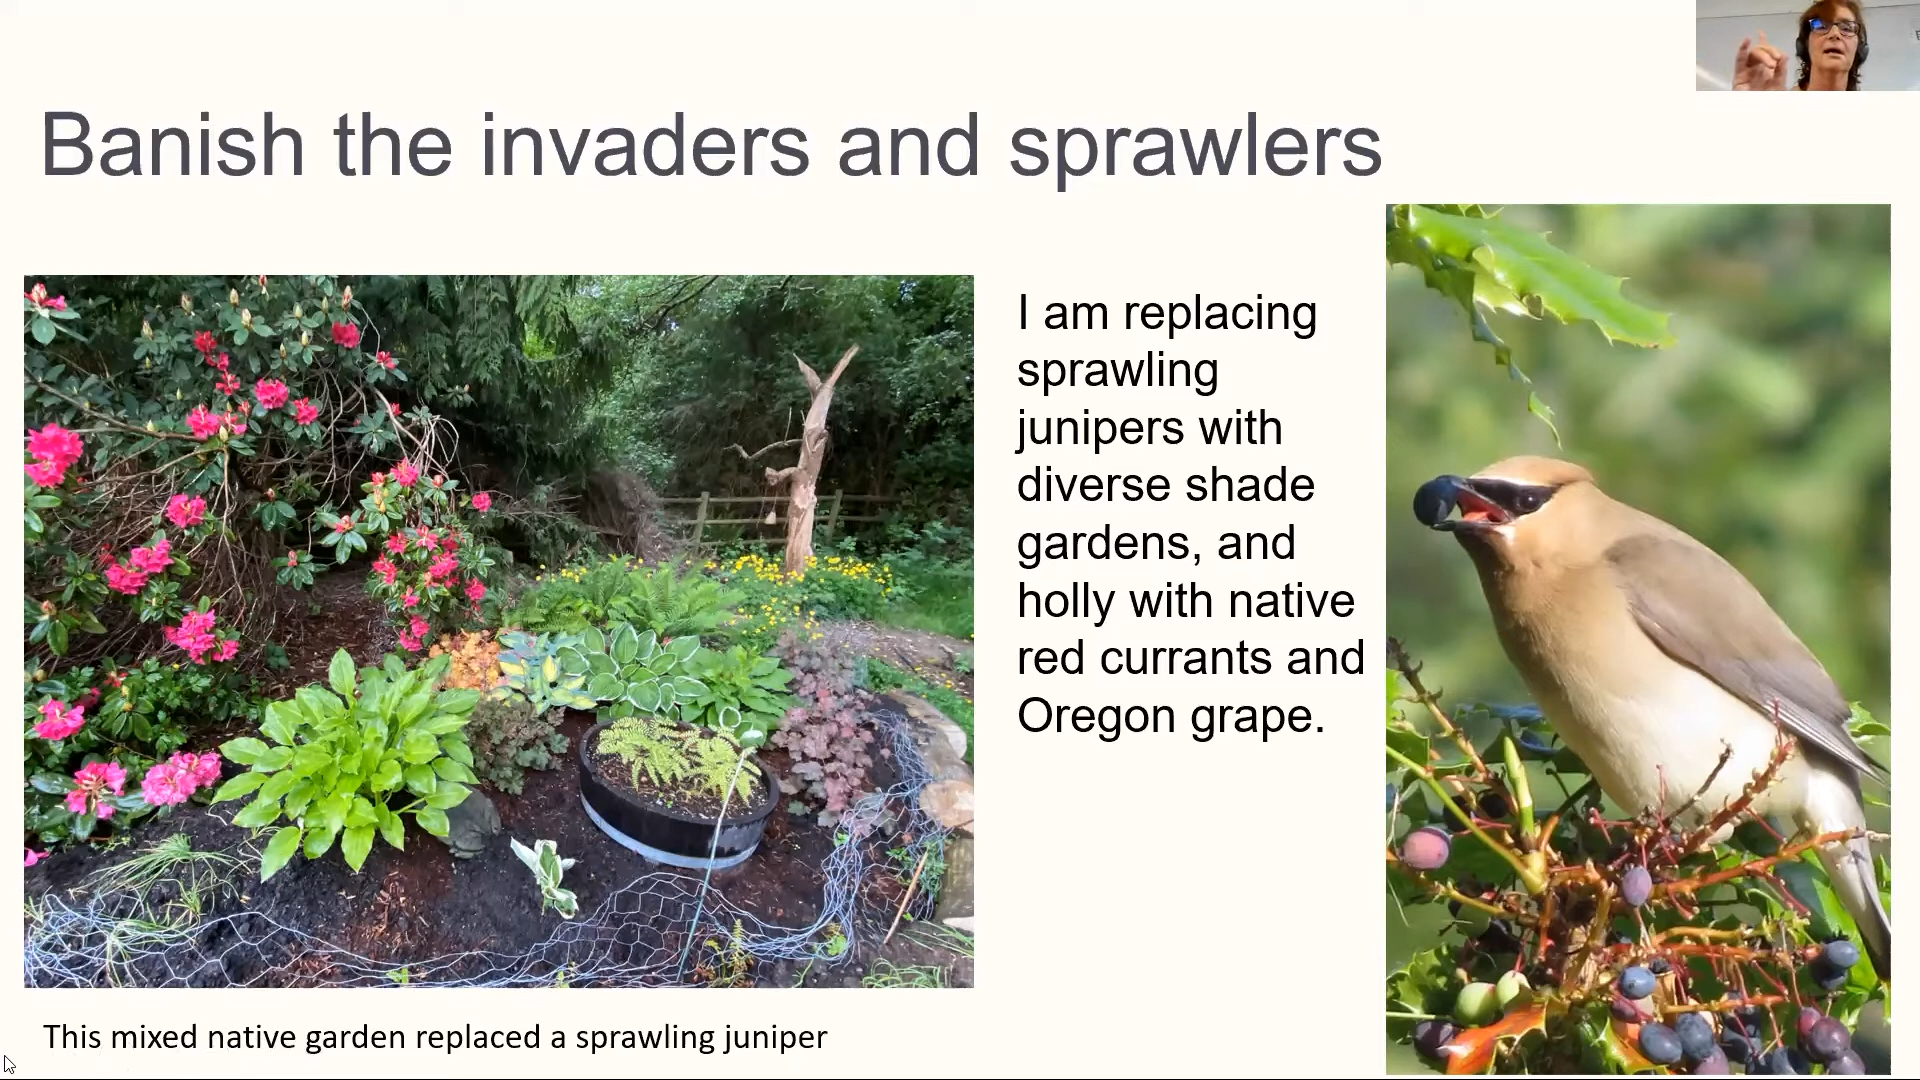 Banish the invaders and sprawlers
I am replacing
sprawling
junipers with
diverse shade
gardens, and
holly with native
red currants and
Oregon grape.
This mixed native garden replaced a sprawling juniper